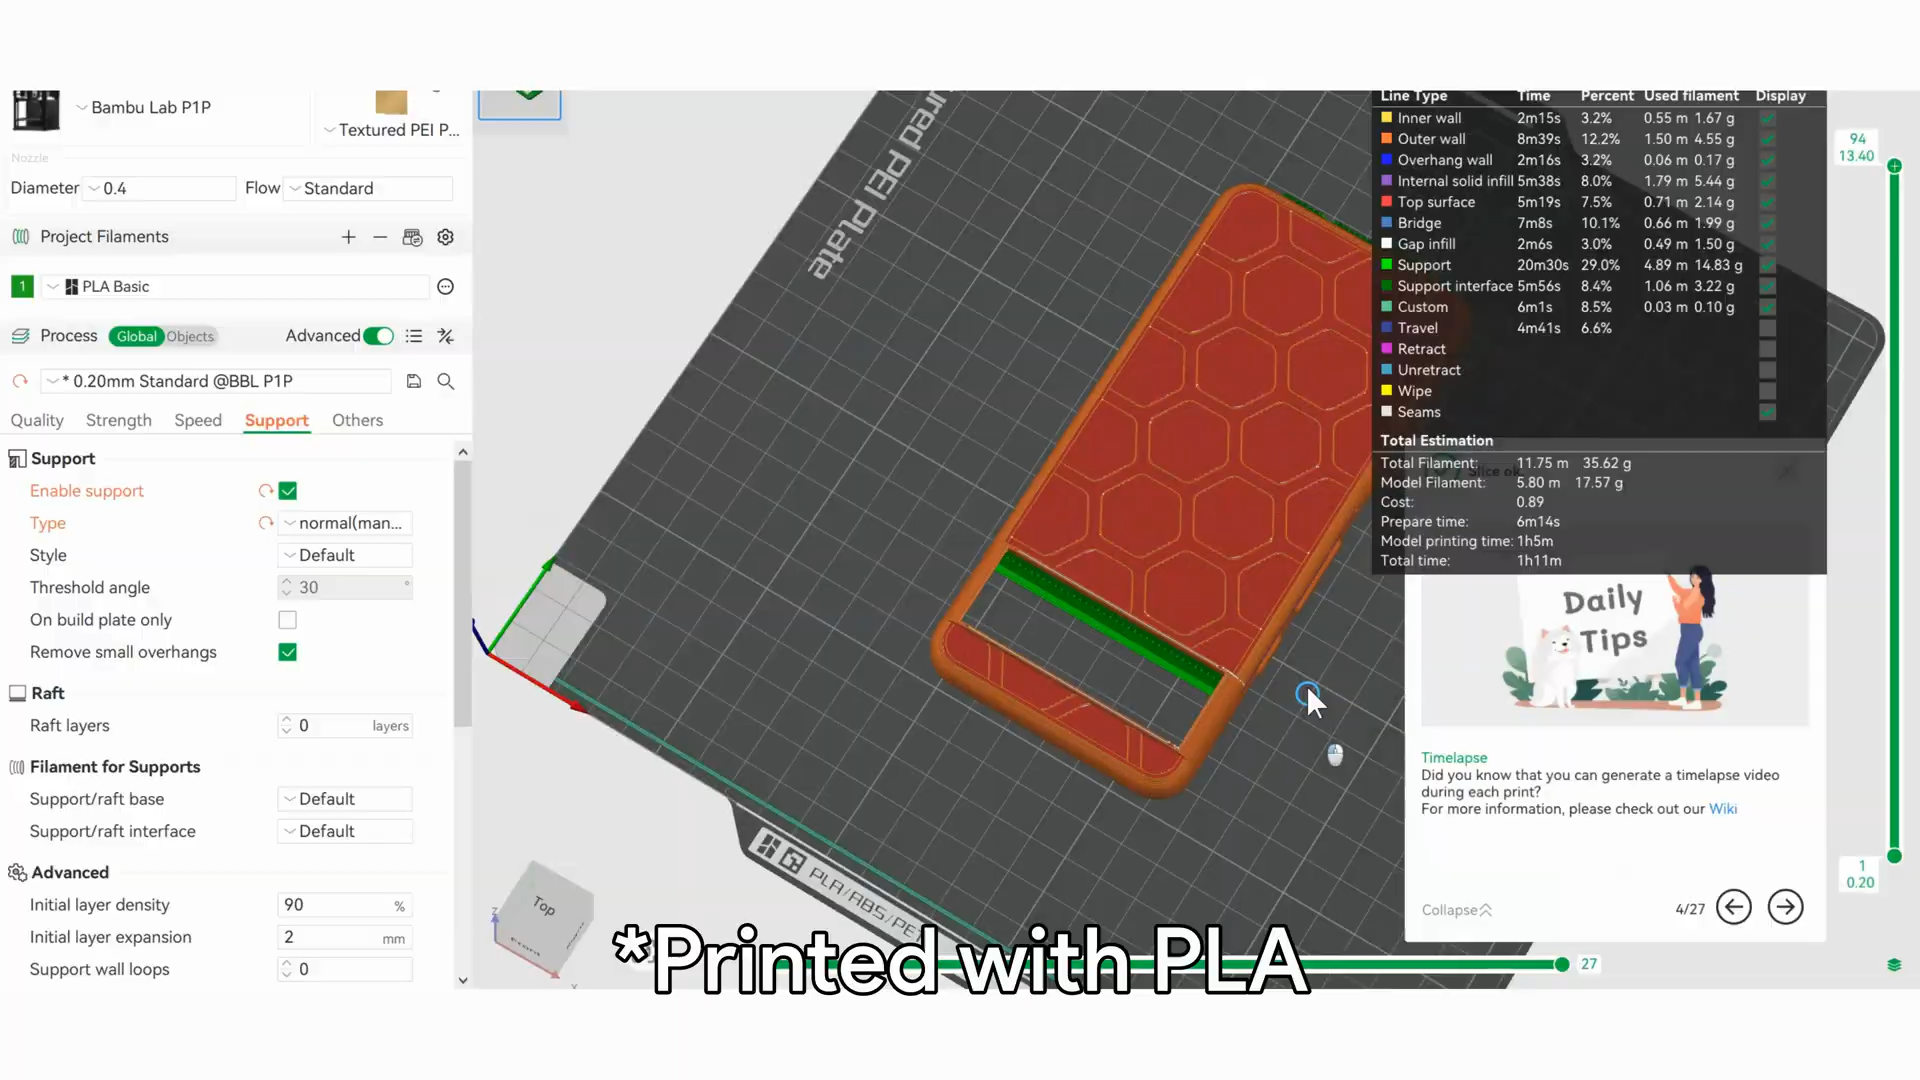 Bambu Lab P1P
Textured PEI P...
Nozzle
Diameter 0.4 Flow Standard
Project Filaments
1 PLA Basic
Process Global Objects Advanced
* 0.20mm Standard @BBL P1P
Quality Strength Speed Support Others
Support
Enable support
Type normal(man...
Style Default
Threshold angle 30 °
On build plate only
Remove small overhangs
Raft
Raft layers 0 layers
Filament for Supports
Support/raft base Default
Support/raft interface Default
Advanced
Initial layer density 90 %
Initial layer expansion 2 mm
Support wall loops 0
ured PEI Plate
PLA/ABS/PET
Top
Line Type Time Percent Used filament Display
Inner wall 2m15s 3.2% 0.55 m 1.67 g
Outer wall 8m39s 12.2% 1.50 m 4.55 g
Overhang wall 2m16s 3.2% 0.06 m 0.17 g
Internal solid infill 5m38s 8.0% 1.79 m 5.44 g
Top surface 5m19s 7.5% 0.71 m 2.14 g
Bridge 7m8s 10.1% 0.66 m 1.99 g
Gap infill 2m6s 3.0% 0.49 m 1.50 g
Support 20m30s 29.0% 4.89 m 14.83 g
Support interface 5m56s 8.4% 1.06 m 3.22 g
Custom 6m1s 8.5% 0.03 m 0.10 g
Travel 4m41s 6.6%
Retract
Unretract
Wipe
Seams
Total Estimation
Total Filament: 11.75 m 35.62 g
Slice ok.
Model Filament: 5.80 m 17.57 g
Cost: 0.89
Prepare time: 6m14s
Model printing time: 1h5m
Total time: 1h11m
Daily
Tips
Timelapse
Did you know that you can generate a timelapse video
during each print?
For more information, please check out our Wiki
Collapse 4/27
94
13.40
1
0.20
27
*Printed with PLA